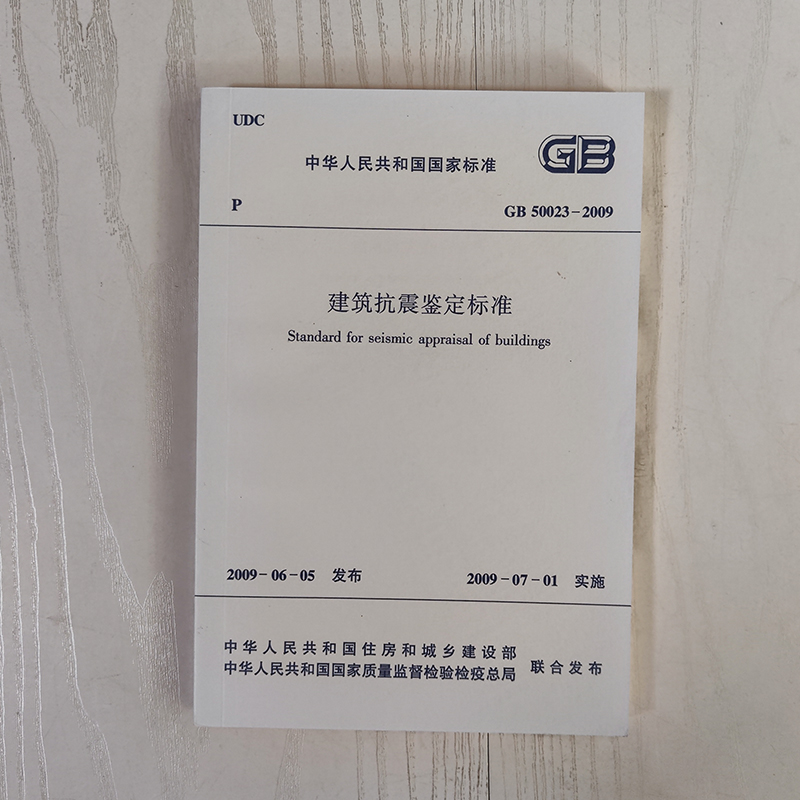 UDC
中华人民共和国国家标准
GB
P
GB 50023-2009
建筑抗震鉴定标准
Standard for seismic appraisal of buildings
2009-06-05 发布
2009-07-01 实施
中华人民共和国住房和城乡建设部
中华人民共和国国家质量监督检验检疫总局
联合发布